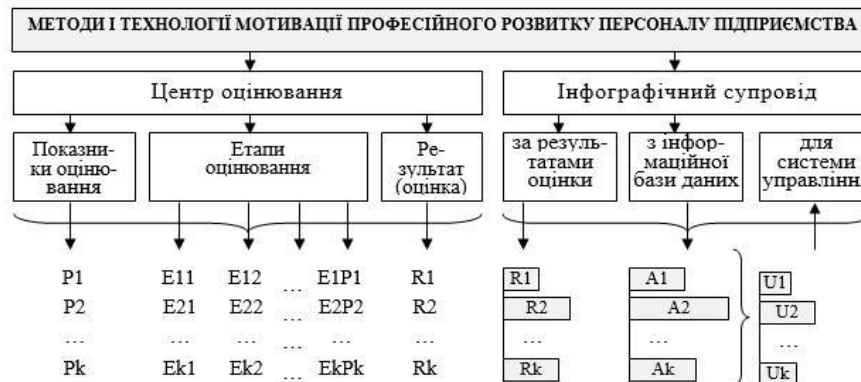 МЕТОДИ І ТЕХНОЛОГІЇ МОТИВАЦІЇ ПРОФЕСІЙНОГО РОЗВИТКУ ПЕРСОНАЛУ ПІДПРИЄМСТВА
Центр оцінювання
Інфографічний супровід
Показни-
ки оціню-
вання
Етапи
оцінювання
Ре-
зультат
(оцінка)
за резуль-
татами
оцінки
з інфор-
маційної
бази даних
для
системи
управління
P1 E11 E12 ... E1P1 R1
P2 E21 E22 E2P2 R2
... ... ... ... ...
Pk Ek1 Ek2 ... EkPk Rk
R1
R2
...
Rk
A1
A2
...
Ak
U1
U2
...
Uk